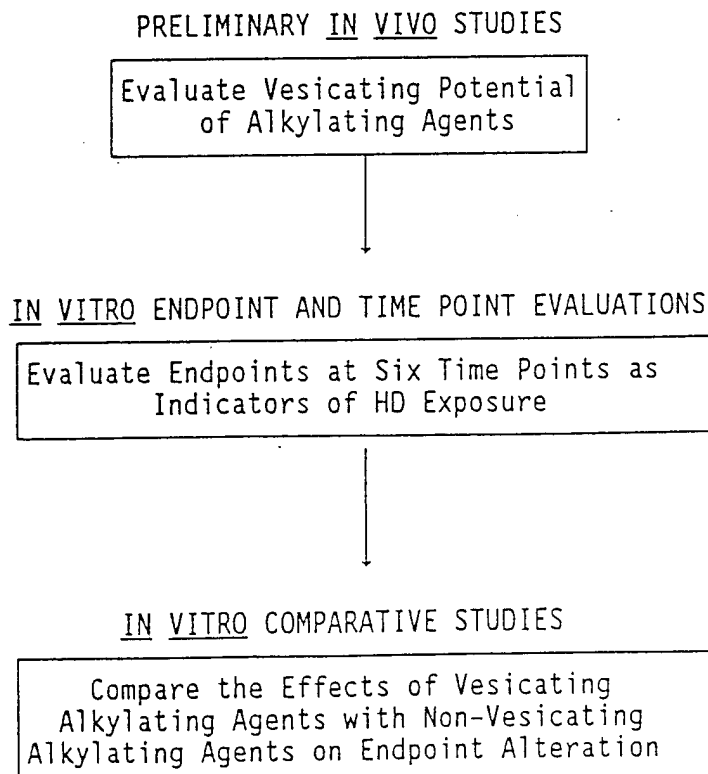 PRELIMINARY IN VIVO STUDIES
Evaluate Vesicating Potential
of Alkylating Agents
IN VITRO ENDPOINT AND TIME POINT EVALUATIONS
Evaluate Endpoints at Six Time Points as
Indicators of HD Exposure
IN VITRO COMPARATIVE STUDIES
Compare the Effects of Vesicating
Alkylating Agents with Non-Vesicating
Alkylating Agents on Endpoint Alteration